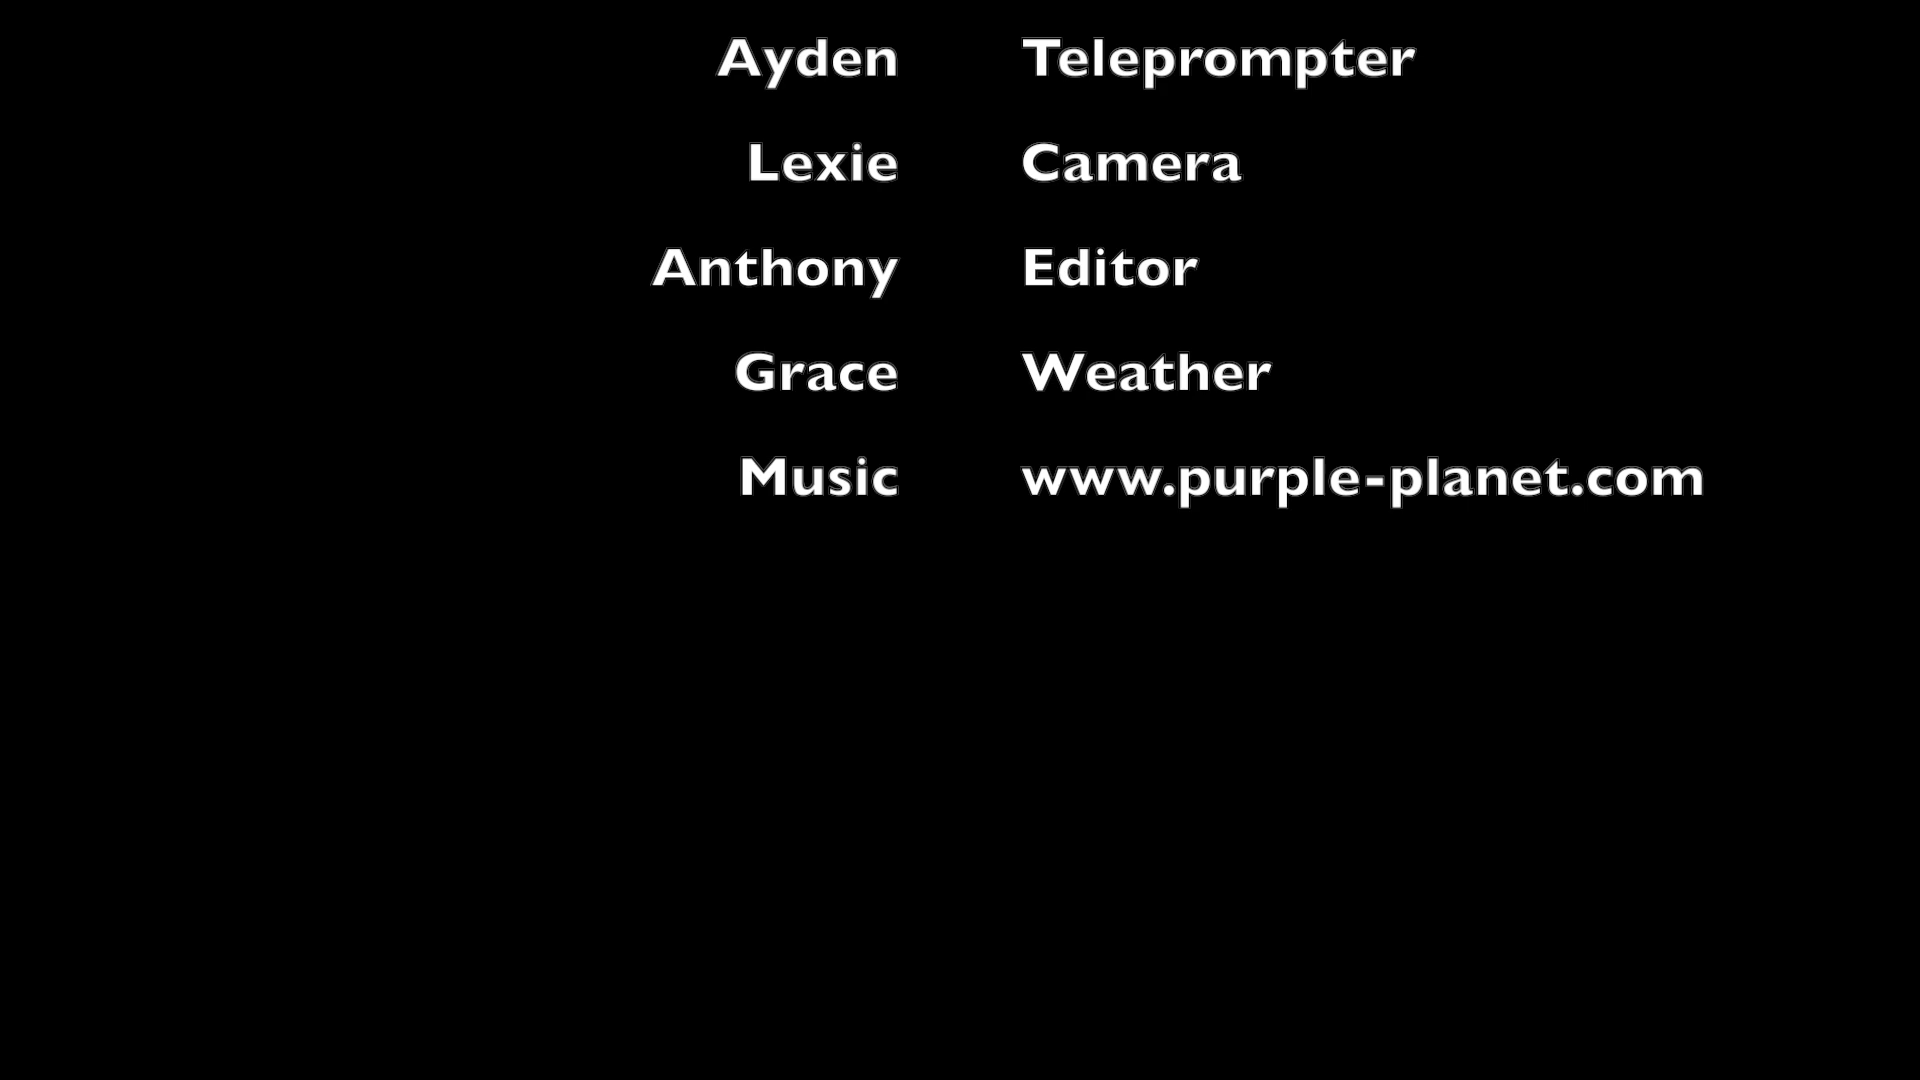 Ayden Teleprompter
Lexie Camera
Anthony Editor
Grace Weather
Music www.purple-planet.com